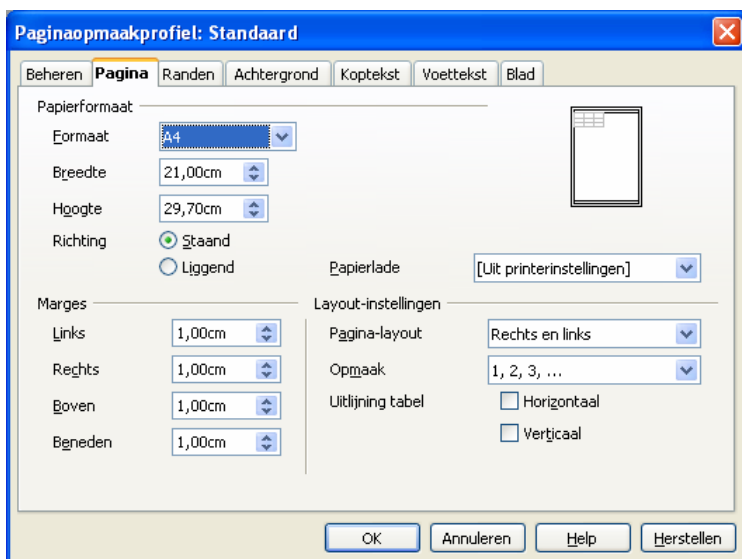 Paginaopmaakprofiel: Standaard
Beheren Pagina Randen Achtergrond Koptekst Voettekst Blad
Papierformaat
Formaat A4
Breedte 21,00cm
Hoogte 29,70cm
Richting Staand
Liggend Papierlade [Uit printerinstellingen]
Marges Layout-instellingen
Links 1,00cm Pagina-layout Rechts en links
Rechts 1,00cm Opmaak 1, 2, 3, ...
Boven 1,00cm Uitlijning tabel Horizontaal
Beneden 1,00cm Verticaal
OK Annuleren Help Herstellen